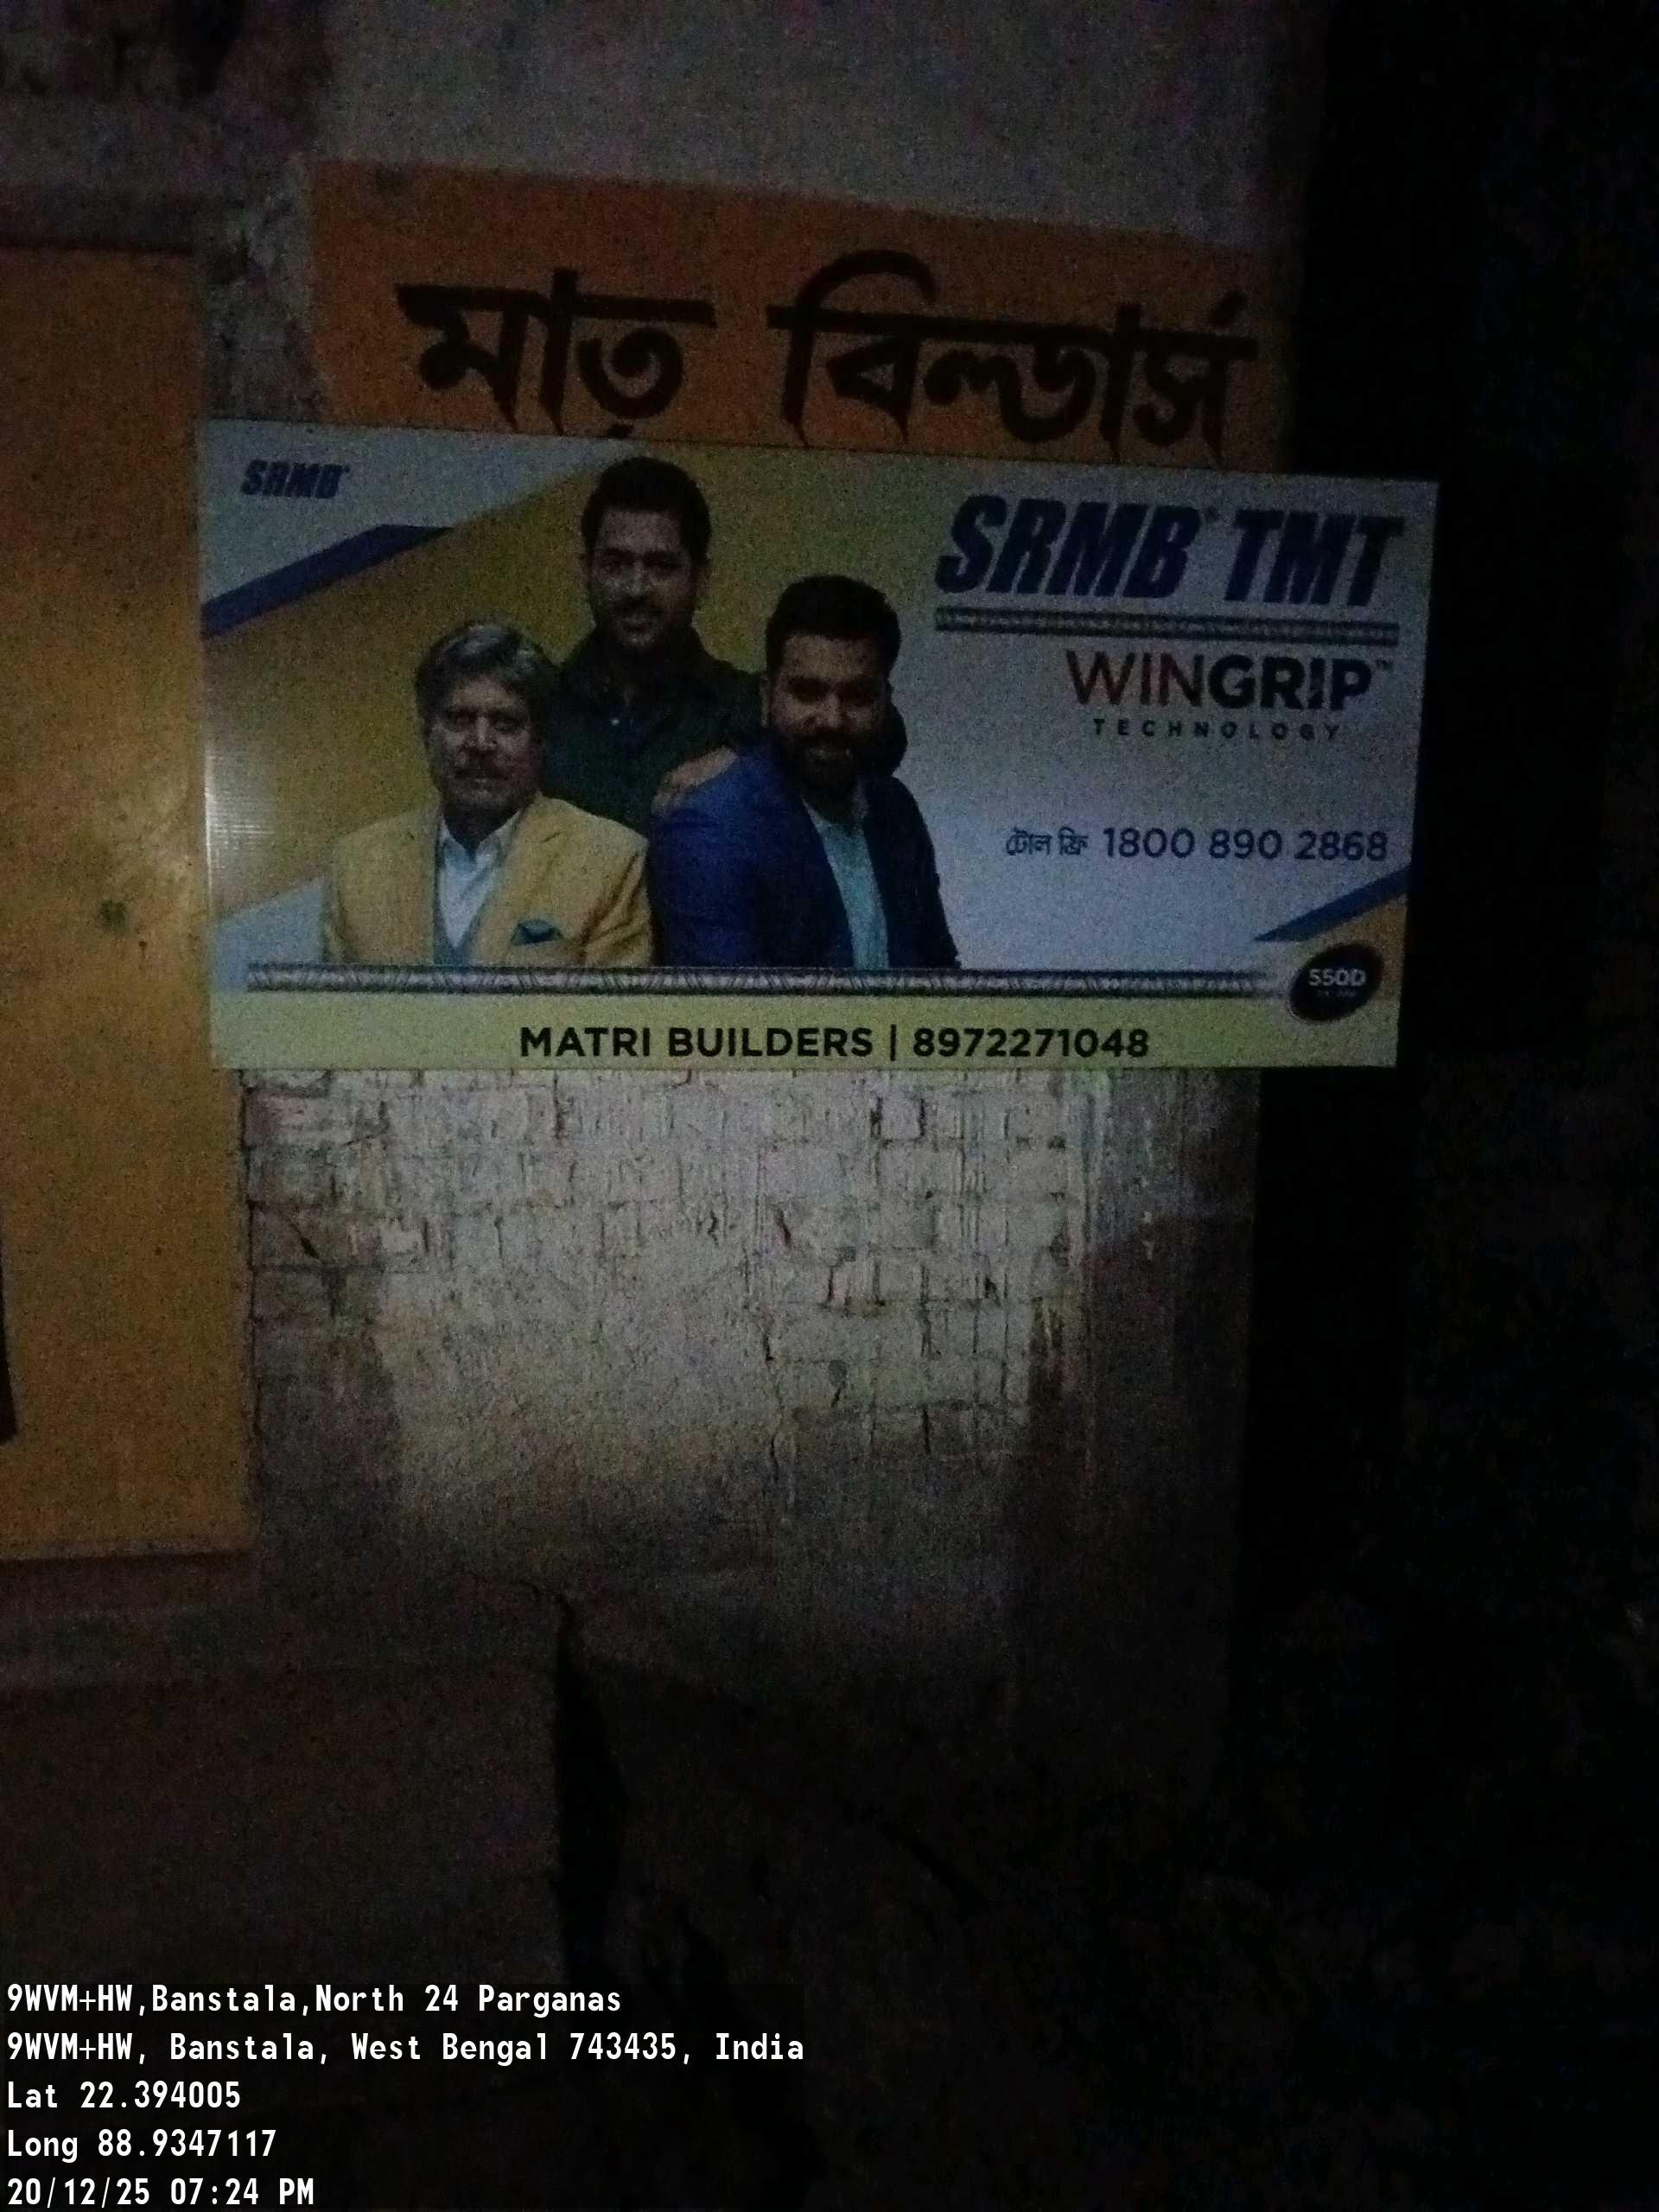 মাতৃ বিল্ডার্স
SRMB
SRMB TMT
WINGRIP™
TECHNOLOGY
টোল ফ্রি 1800 890 2868
550D
MATRI BUILDERS | 8972271048
9WVM+HW,Banstala,North 24 Parganas
9WVM+HW, Banstala, West Bengal 743435, India
Lat 22.394005
Long 88.9347117
20/12/25 07:24 PM